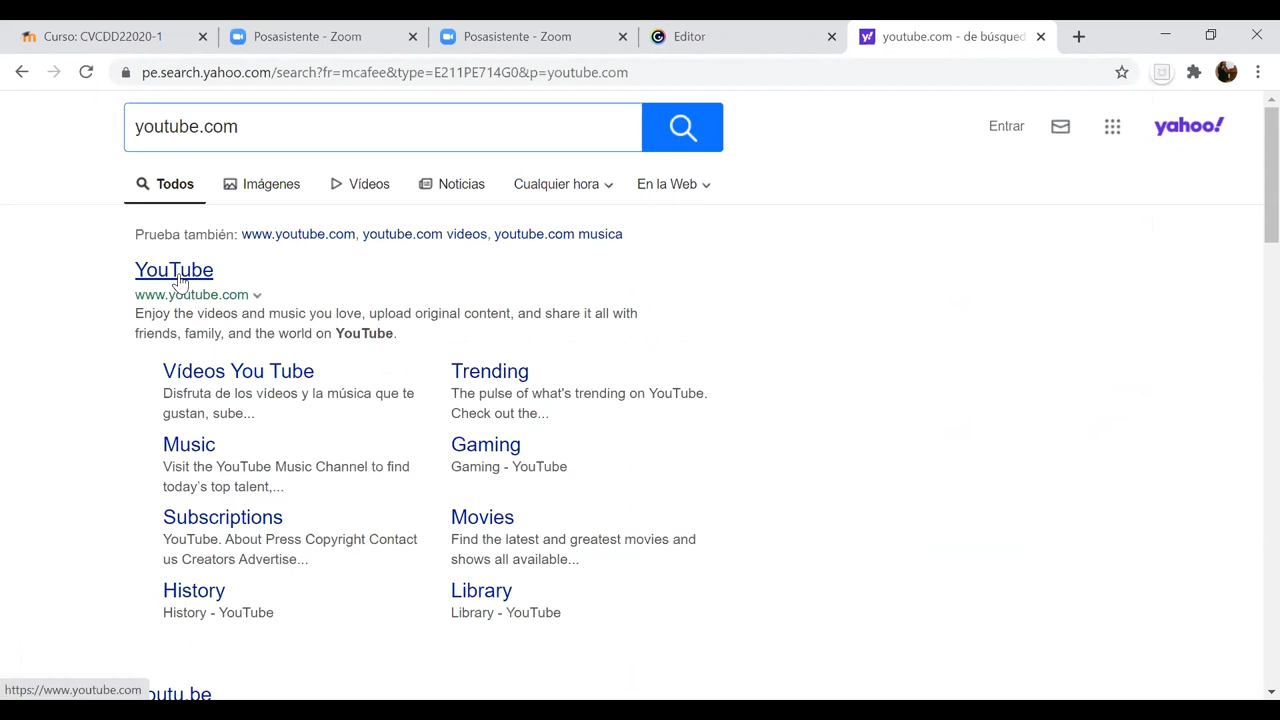 Curso: CVCDD22020-1
Posasistente - Zoom
Posasistente - Zoom
Editor
youtube.com - de búsqued
pe.search.yahoo.com/search?fr=mcafee&type=E211PE714G0&p=youtube.com
youtube.com
Entrar
yahoo!
Todos
Imágenes
Vídeos
Noticias
Cualquier hora
En la Web
Prueba también: www.youtube.com, youtube.com videos, youtube.com musica
YouTube
www.youtube.com
Enjoy the videos and music you love, upload original content, and share it all with
friends, family, and the world on YouTube.
Vídeos You Tube
Disfruta de los vídeos y la música que te
gustan, sube...
Trending
The pulse of what's trending on YouTube.
Check out the...
Music
Visit the YouTube Music Channel to find
today's top talent,...
Gaming
Gaming - YouTube
Subscriptions
YouTube. About Press Copyright Contact
us Creators Advertise...
Movies
Find the latest and greatest movies and
shows all available...
History
History - YouTube
Library
Library - YouTube
https://www.youtube.com
outu.be